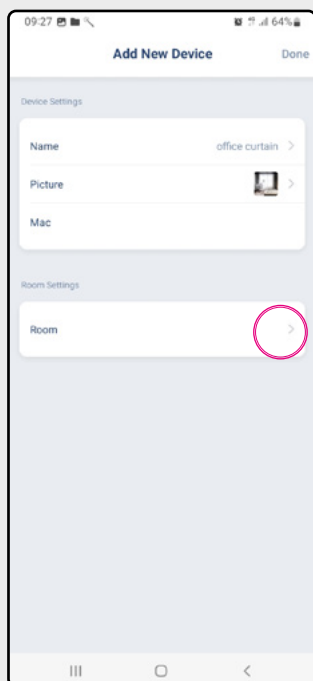 09:27 64%
Add New Device Done
Device Settings
Name office curtain >
Picture >
Mac
Room Settings
Room >